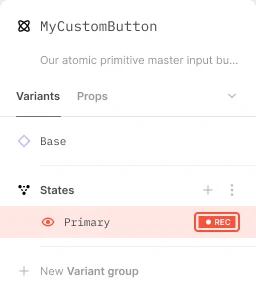 MyCustomButton
Our atomic primitive master input bu...
Variants Props
Base
States
Primary REC
New Variant group